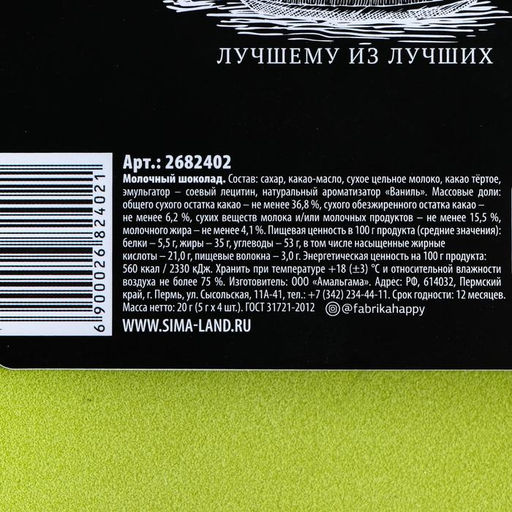 ЛУЧШЕМУ ИЗ ЛУЧШИХ
Арт.: 2682402
Молочный шоколад. Состав: сахар, какао-масло, сухое цельное молоко, какао тёртое,
эмульгатор – соевый лецитин, натуральный ароматизатор «Ваниль». Массовые доли:
общего сухого остатка какао – не менее 36,8 %, сухого обезжиренного остатка какао –
не менее 6,2 %, сухих веществ молока и/или молочных продуктов – не менее 15,5 %,
молочного жира – не менее 4,1 %. Пищевая ценность в 100 г продукта (средние значения):
белки – 5,5 г, жиры – 35 г, углеводы – 53 г, в том числе насыщенные жирные
кислоты – 21,0 г, пищевые волокна – 3,0 г. Энергетическая ценность на 100 г продукта:
560 ккал / 2330 кДж. Хранить при температуре +18 (±3) °С и относительной влажности
воздуха не более 75 %. Изготовитель: ООО «Амальгама». Адрес: РФ, 614032, Пермский
край, г. Пермь, ул. Сысольская, 11А-41, тел.: +7 (342) 234-44-11. Срок годности: 12 месяцев.
Масса нетто: 20 г (5 г х 4 шт.). ГОСТ 31721-2012 @fabrikahappy
WWW.SIMA-LAND.RU
61900026824021